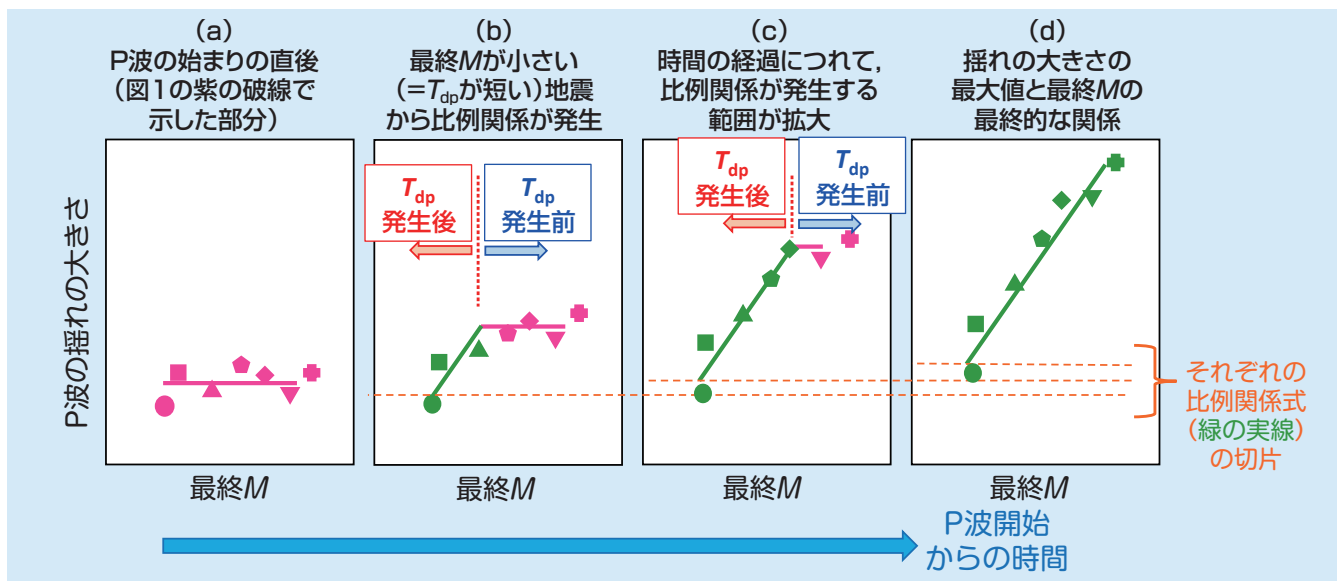 (a)
P波の始まりの直後
(図1の紫の破線で
示した部分)
(b)
最終Mが小さい
(=Tdpが短い)地震
から比例関係が発生
(c)
時間の経過につれて,
比例関係が発生する
範囲が拡大
(d)
揺れの大きさの
最大値と最終Mの
最終的な関係
P波の揺れの大きさ
Tdp
発生後
Tdp
発生前
Tdp
発生後
Tdp
発生前
それぞれの
比例関係式
(緑の実線)
の切片
最終M
最終M
最終M
最終M
P波開始
からの時間